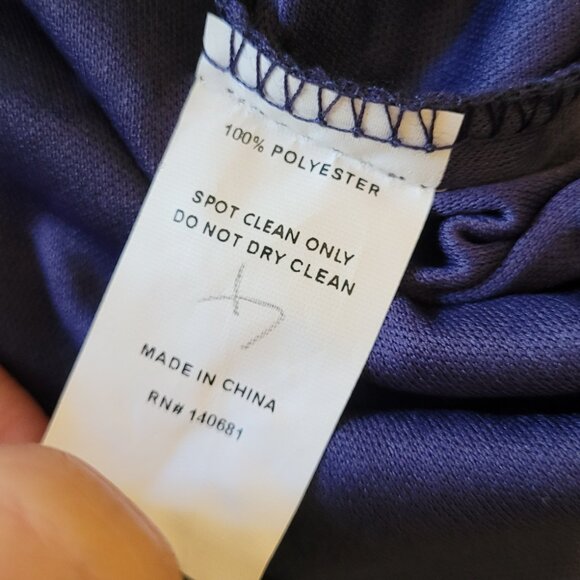 100% POLYESTER
SPOT CLEAN ONLY
DO NOT DRY CLEAN
MADE IN CHINA
RN# 140681